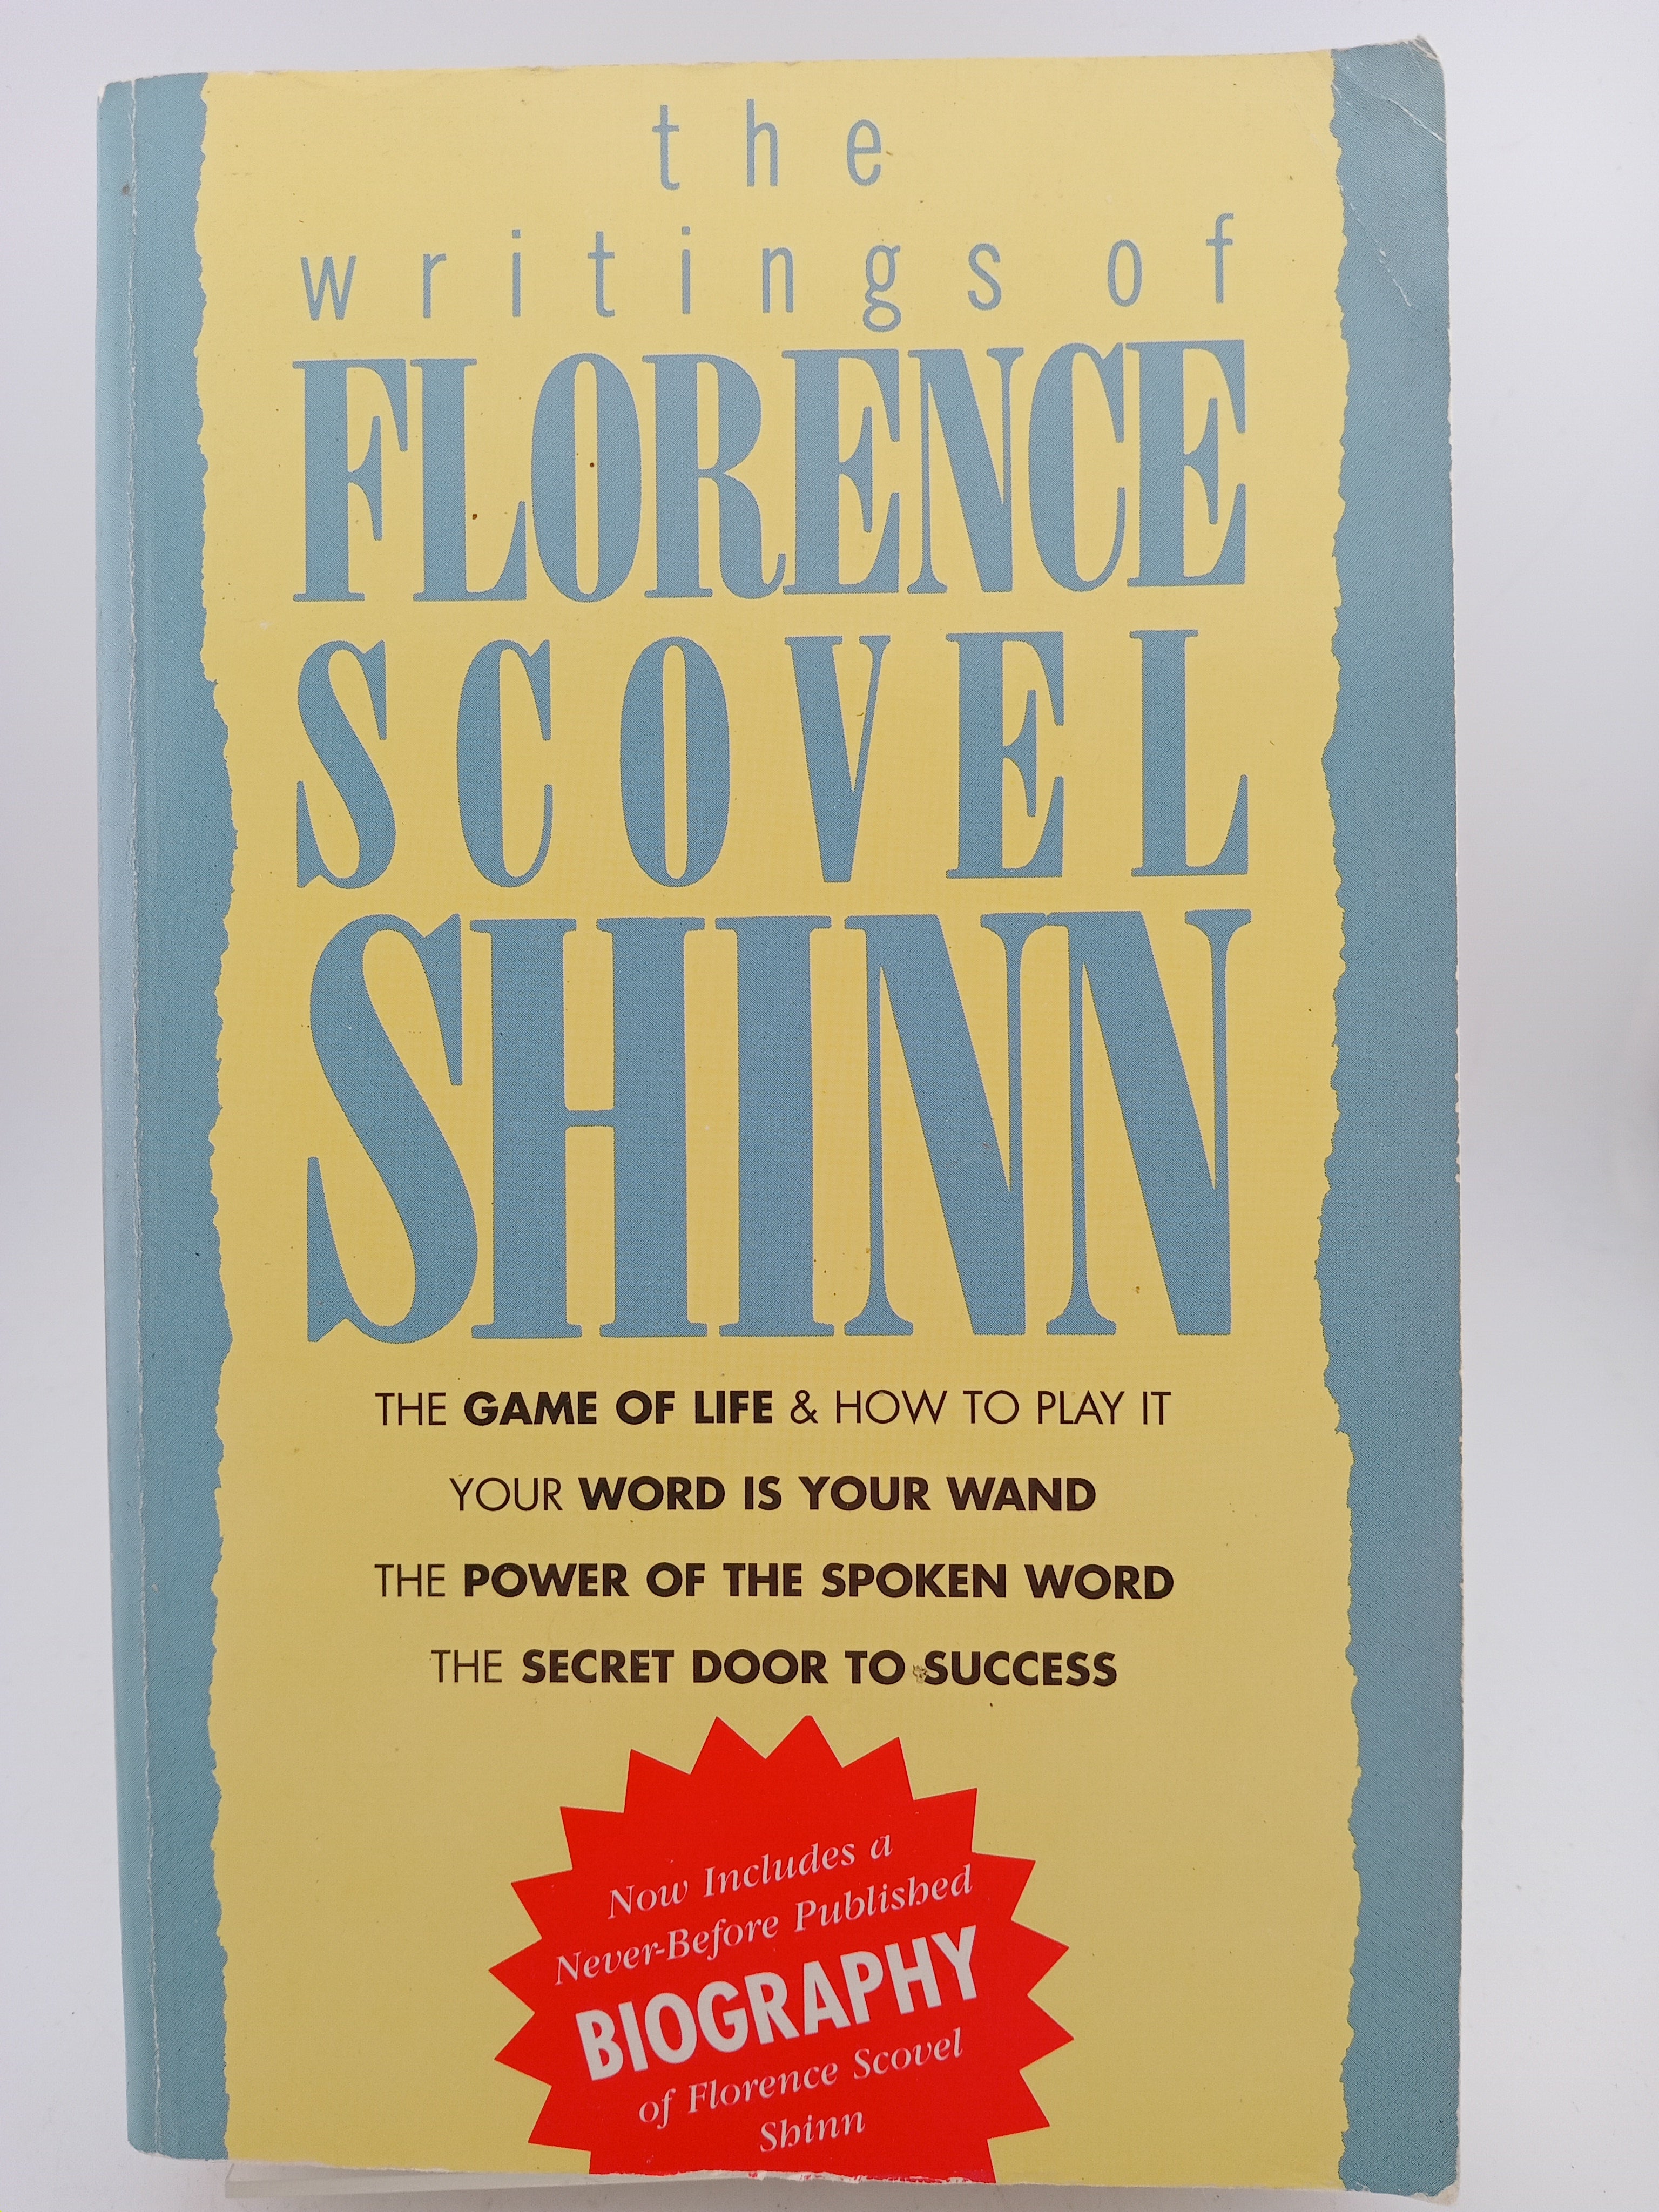 the
writings of
FLORENCE
SCOVEL
SHINN
THE GAME OF LIFE & HOW TO PLAY IT
YOUR WORD IS YOUR WAND
THE POWER OF THE SPOKEN WORD
THE SECRET DOOR TO SUCCESS
Now Includes a
Never-Before Published
BIOGRAPHY
of Florence Scovel
Shinn